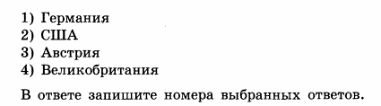 1) Германия
2) США
3) Австрия
4) Великобритания
В ответе запишите номера выбранных ответов.